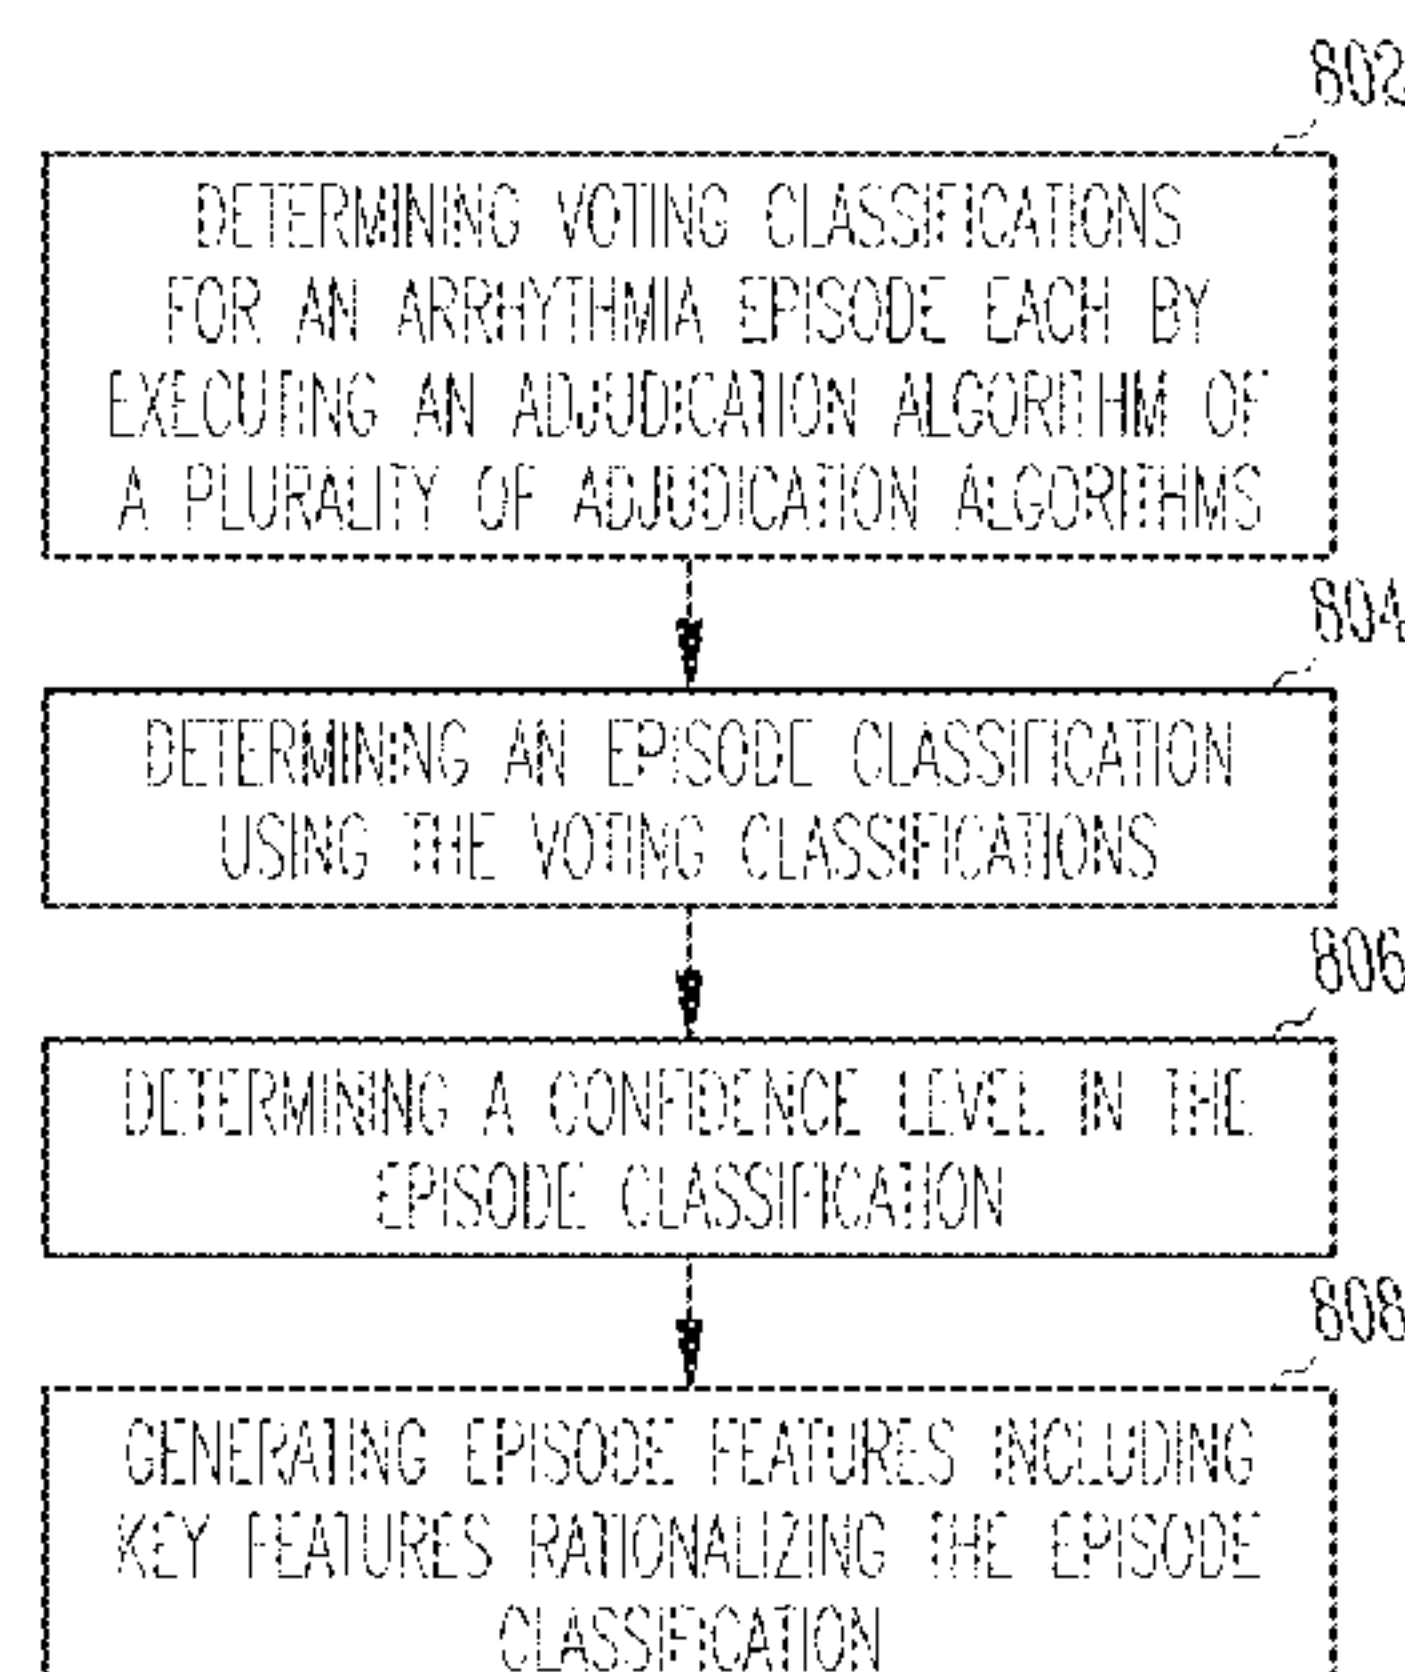 802
DETERMINING VOTING CLASSIFICATIONS
FOR AN ARRHYTHMIA EPISODE EACH BY
EXECUTING AN ADJUDICATION ALGORITHM OF
A PLURALITY OF ADJUDICATION ALGORITHMS
804
DETERMINING AN EPISODE CLASSIFICATION
USING THE VOTING CLASSIFICATIONS
806
DETERMINING A CONFIDENCE LEVEL IN THE
EPISODE CLASSIFICATION
808
GENERATING EPISODE FEATURES INCLUDING
KEY FEATURES RATIONALIZING THE EPISODE
CLASSIFICATION